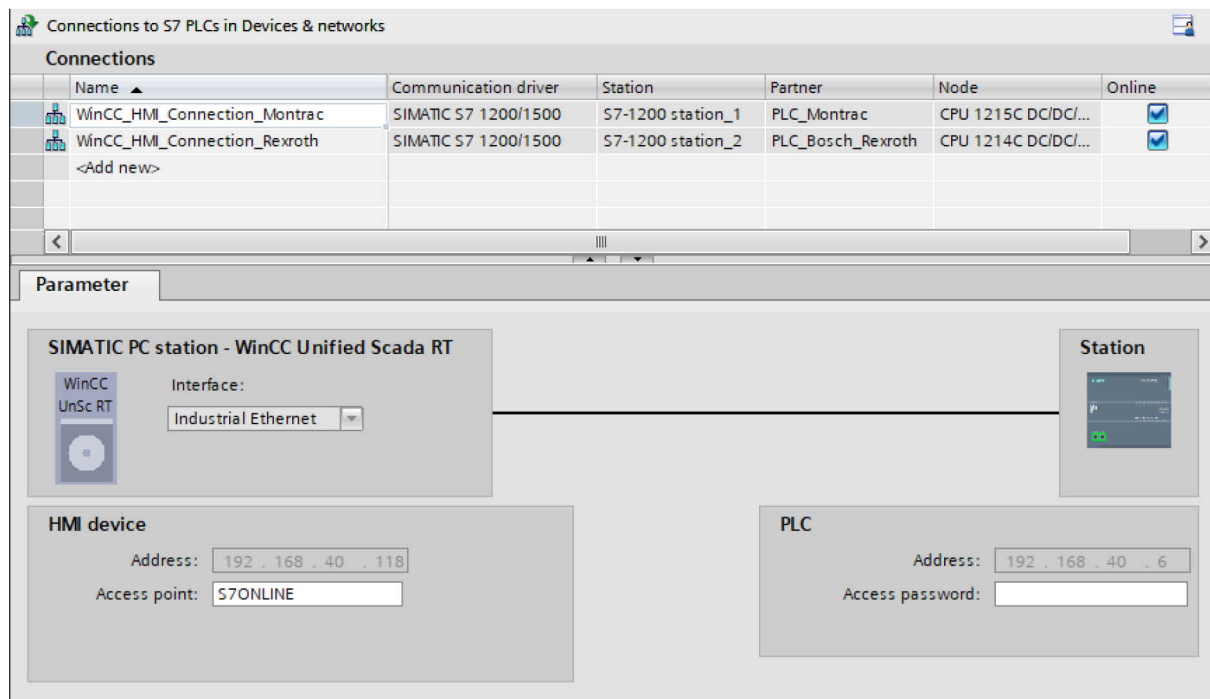 Connections to S7 PLCs in Devices & networks
Connections
Name Communication driver Station Partner Node Online
WinCC_HMI_Connection_Montrac SIMATIC S7 1200/1500 S7-1200 station_1 PLC_Montrac CPU 1215C DC/DC/...
WinCC_HMI_Connection_Rexroth SIMATIC S7 1200/1500 S7-1200 station_2 PLC_Bosch_Rexroth CPU 1214C DC/DC/...
<Add new>
Parameter
SIMATIC PC station - WinCC Unified Scada RT
Station
WinCC
UnSc RT
Interface:
Industrial Ethernet
HMI device
Address: 192 . 168 . 40 . 118
Access point: S7ONLINE
PLC
Address: 192 . 168 . 40 . 6
Access password: